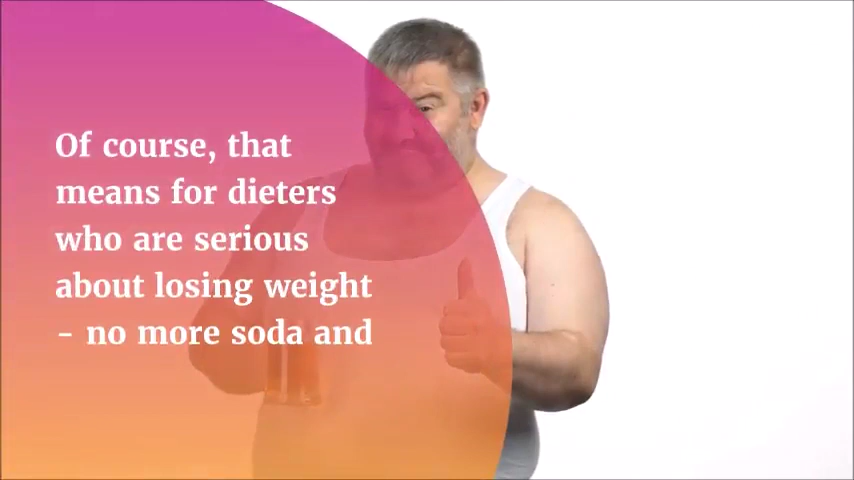 Of course, that
means for dieters
who are serious
about losing weight
- no more soda and